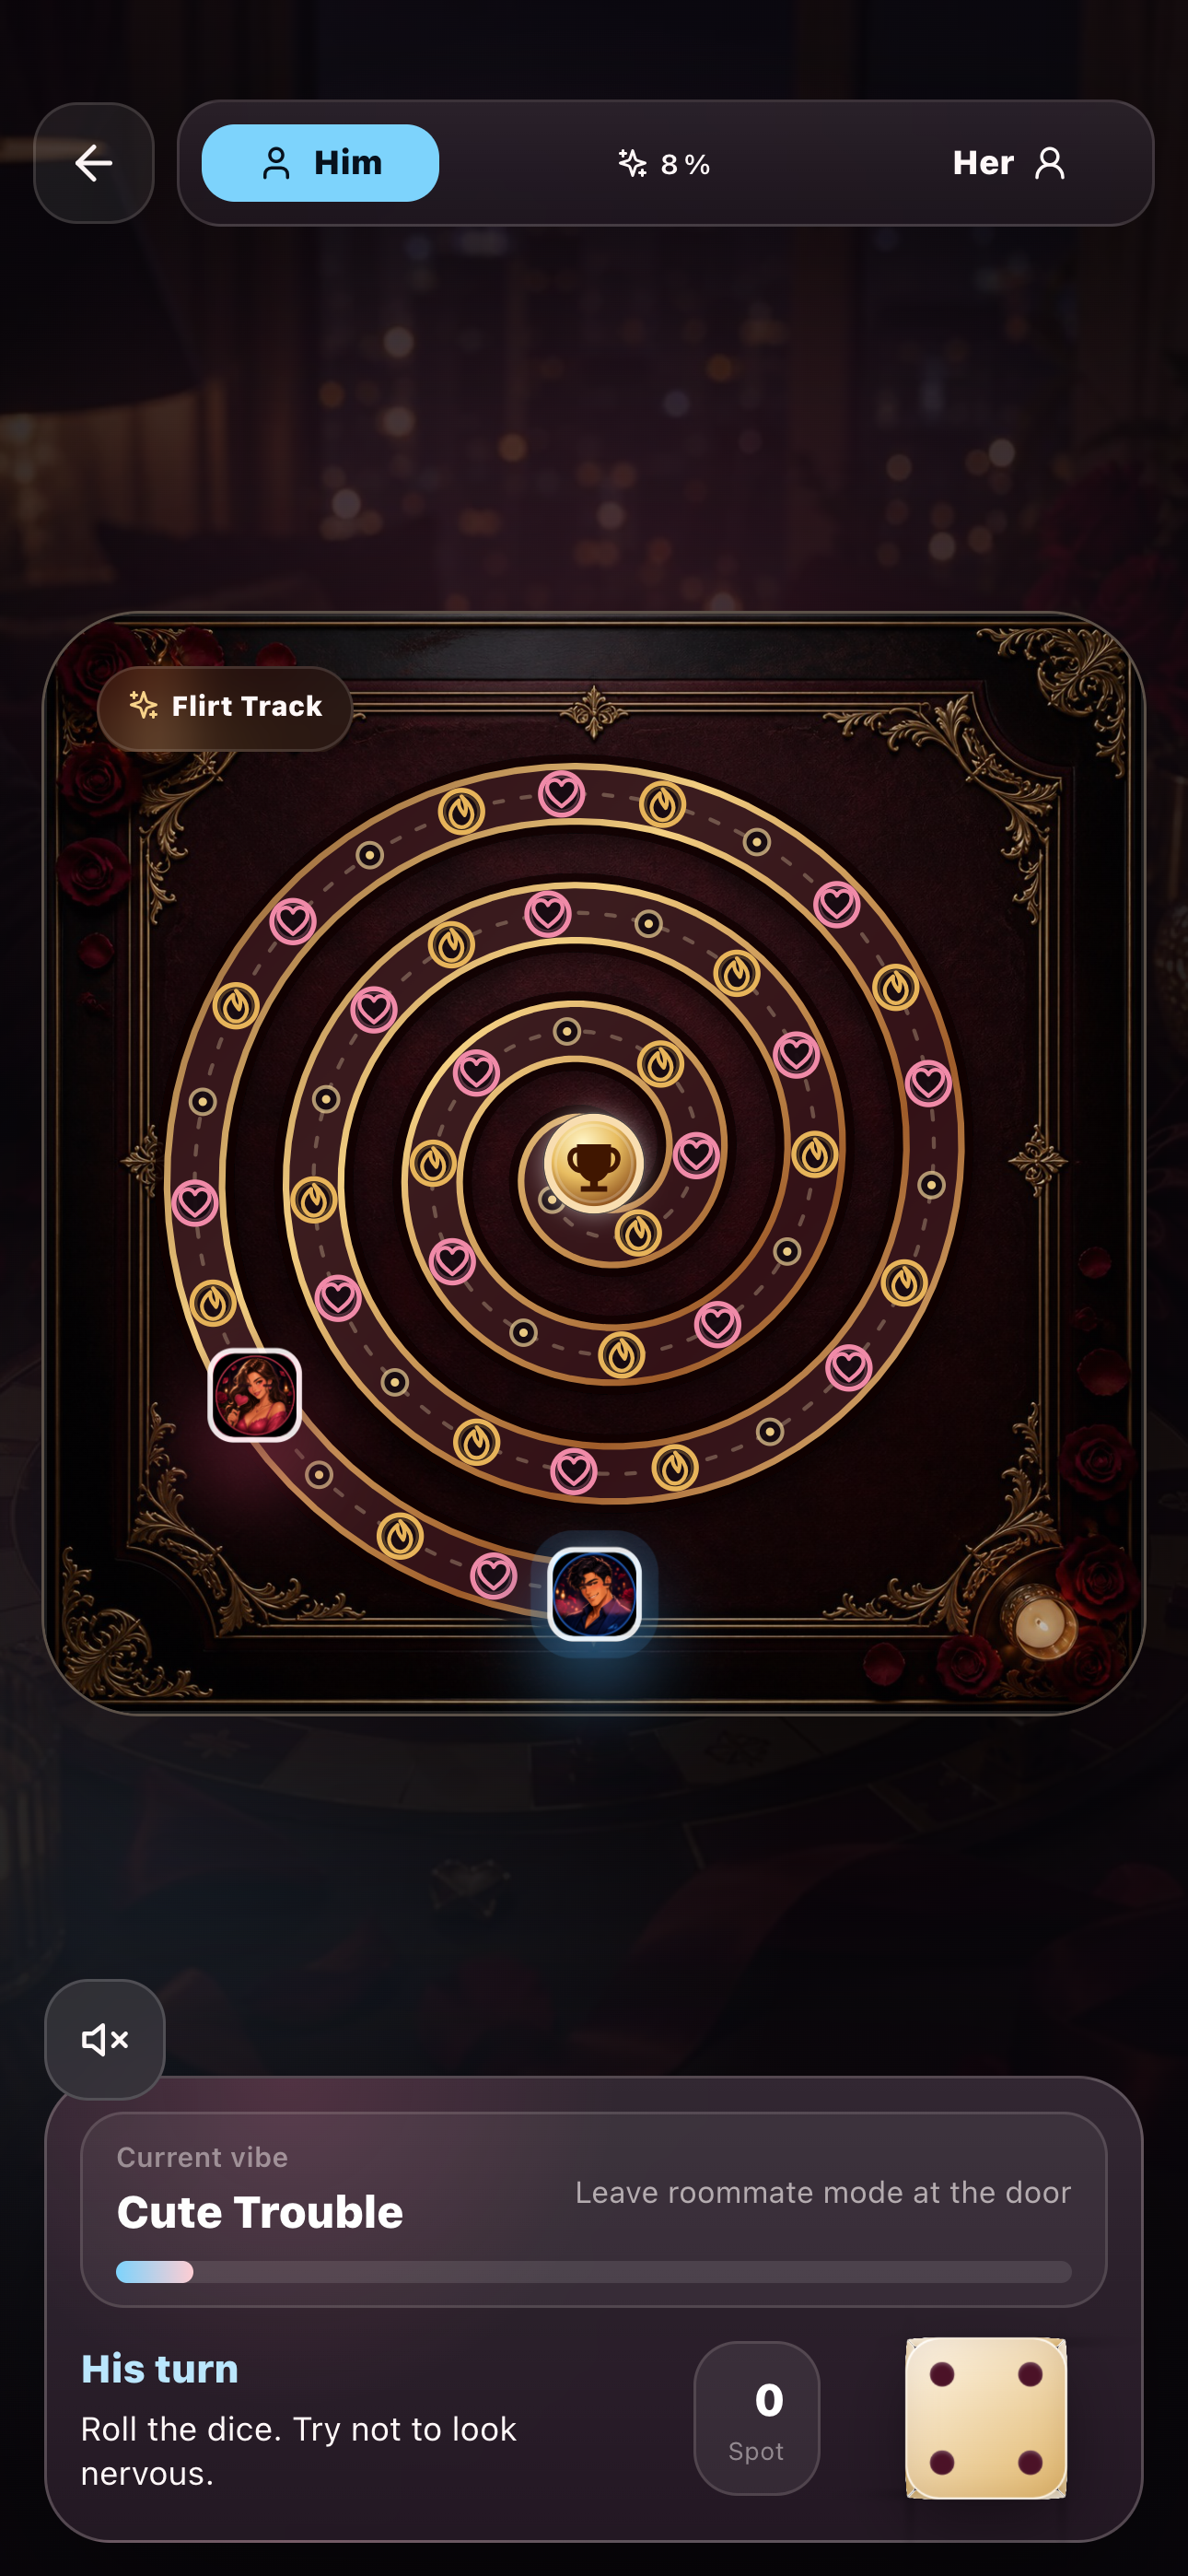 Him
8%
Her
Flirt Track
Current vibe
Cute Trouble
Leave roommate mode at the door
His turn
Roll the dice. Try not to look
nervous.
0
Spot